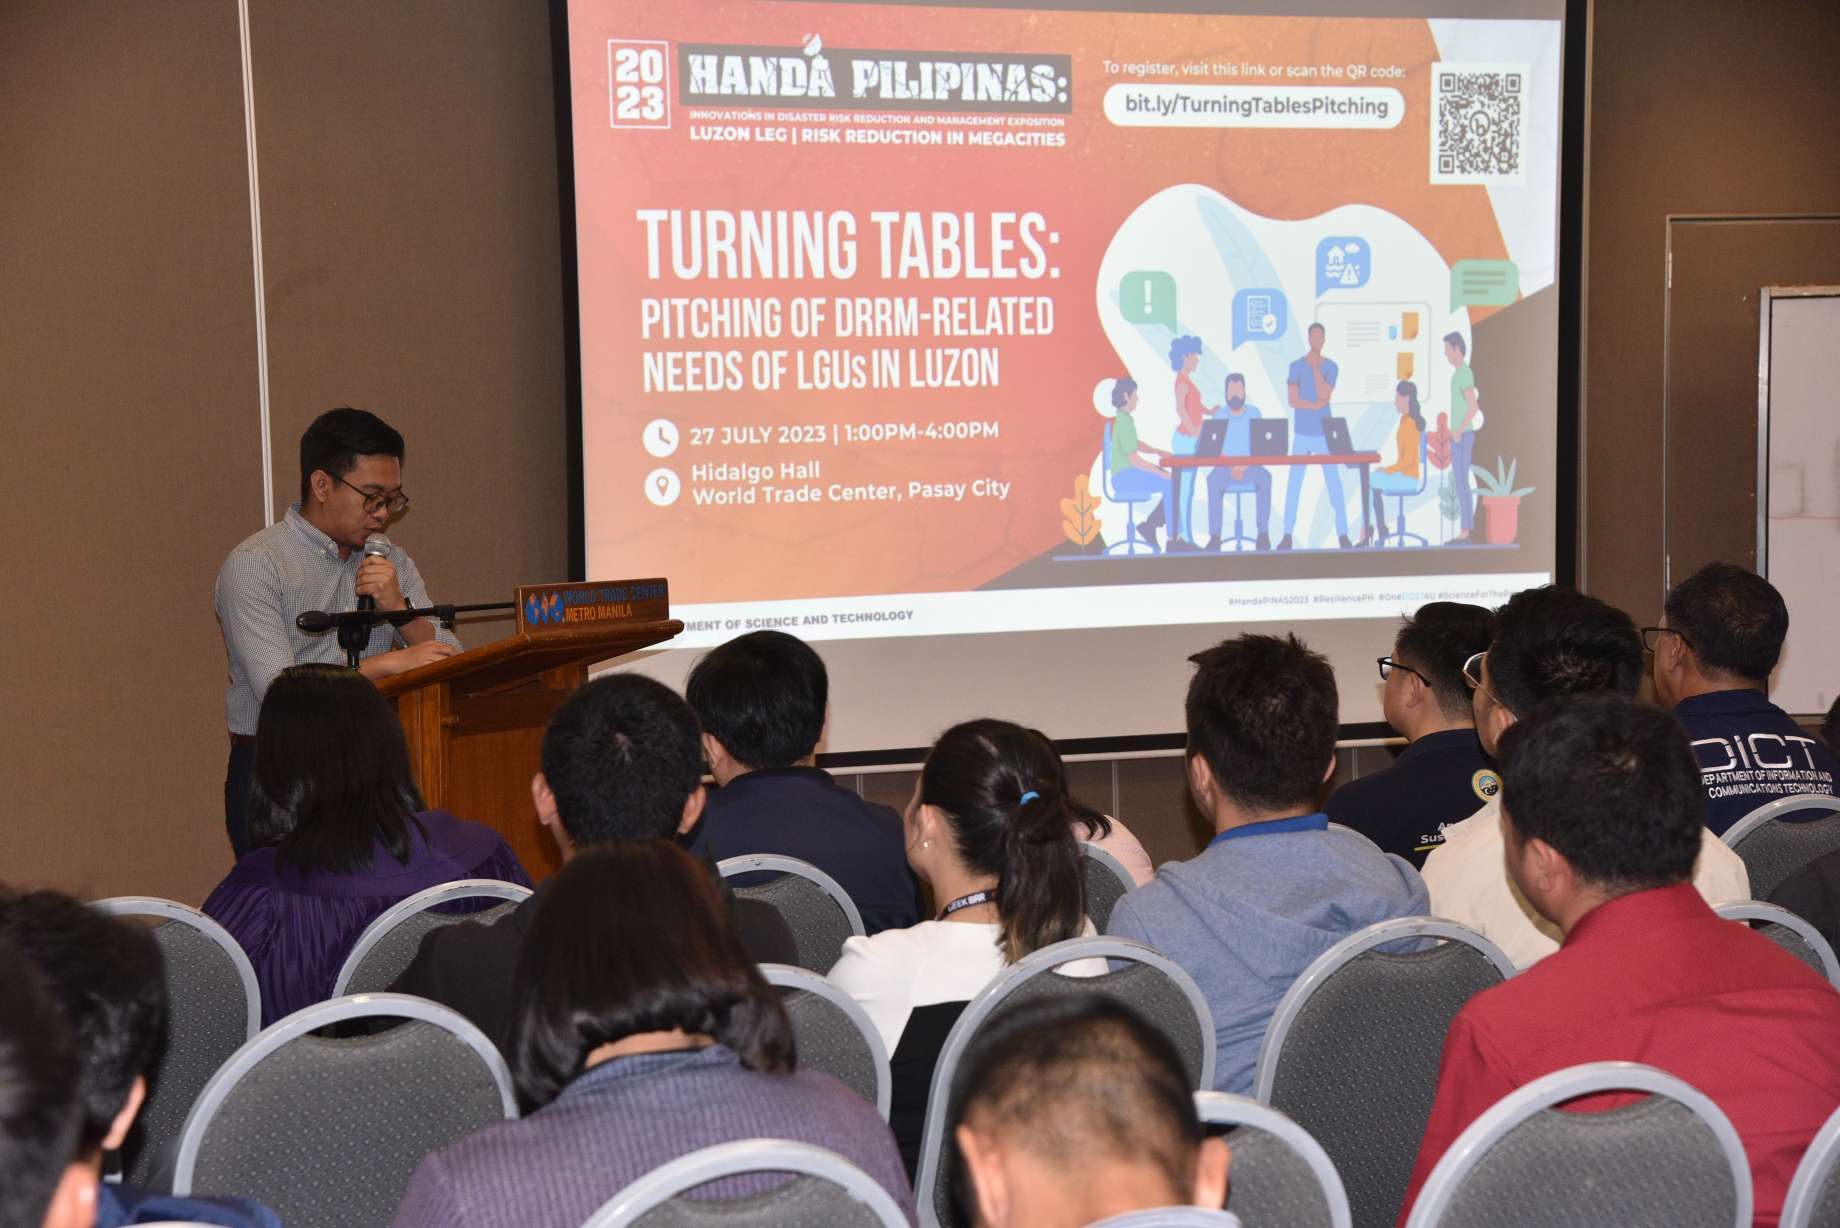 2023
HANDA PILIPINAS:
INNOVATIONS IN DISASTER RISK REDUCTION AND MANAGEMENT EXPOSITION
LUZON LEG | RISK REDUCTION IN MEGACITIES
To register, visit this link or scan the QR code:
bit.ly/TurningTablesPitching
TURNING TABLES:
PITCHING OF DRRM-RELATED
NEEDS OF LGUs IN LUZON
27 JULY 2023 | 1:00PM-4:00PM
Hidalgo Hall
World Trade Center, Pasay City
OF SCIENCE AND TECHNOLOGY
#HandaPINAS2023 #ResiliencePH #OneDOST4U
WORLD TRADE CENTER
METRO MANILA
DICT
DEPARTMENT OF INFORMATION AND
COMMUNICATIONS TECHNOLOGY